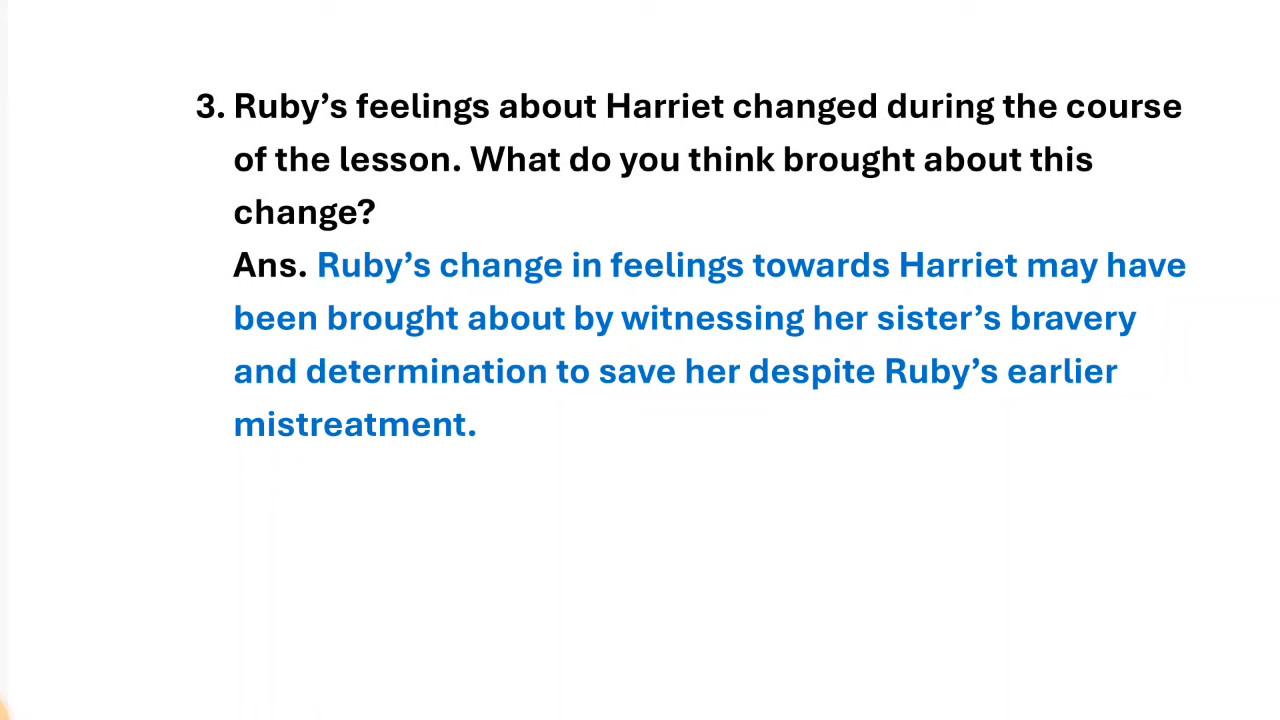 3. Ruby’s feelings about Harriet changed during the course
of the lesson. What do you think brought about this
change?
Ans. Ruby’s change in feelings towards Harriet may have
been brought about by witnessing her sister’s bravery
and determination to save her despite Ruby’s earlier
mistreatment.